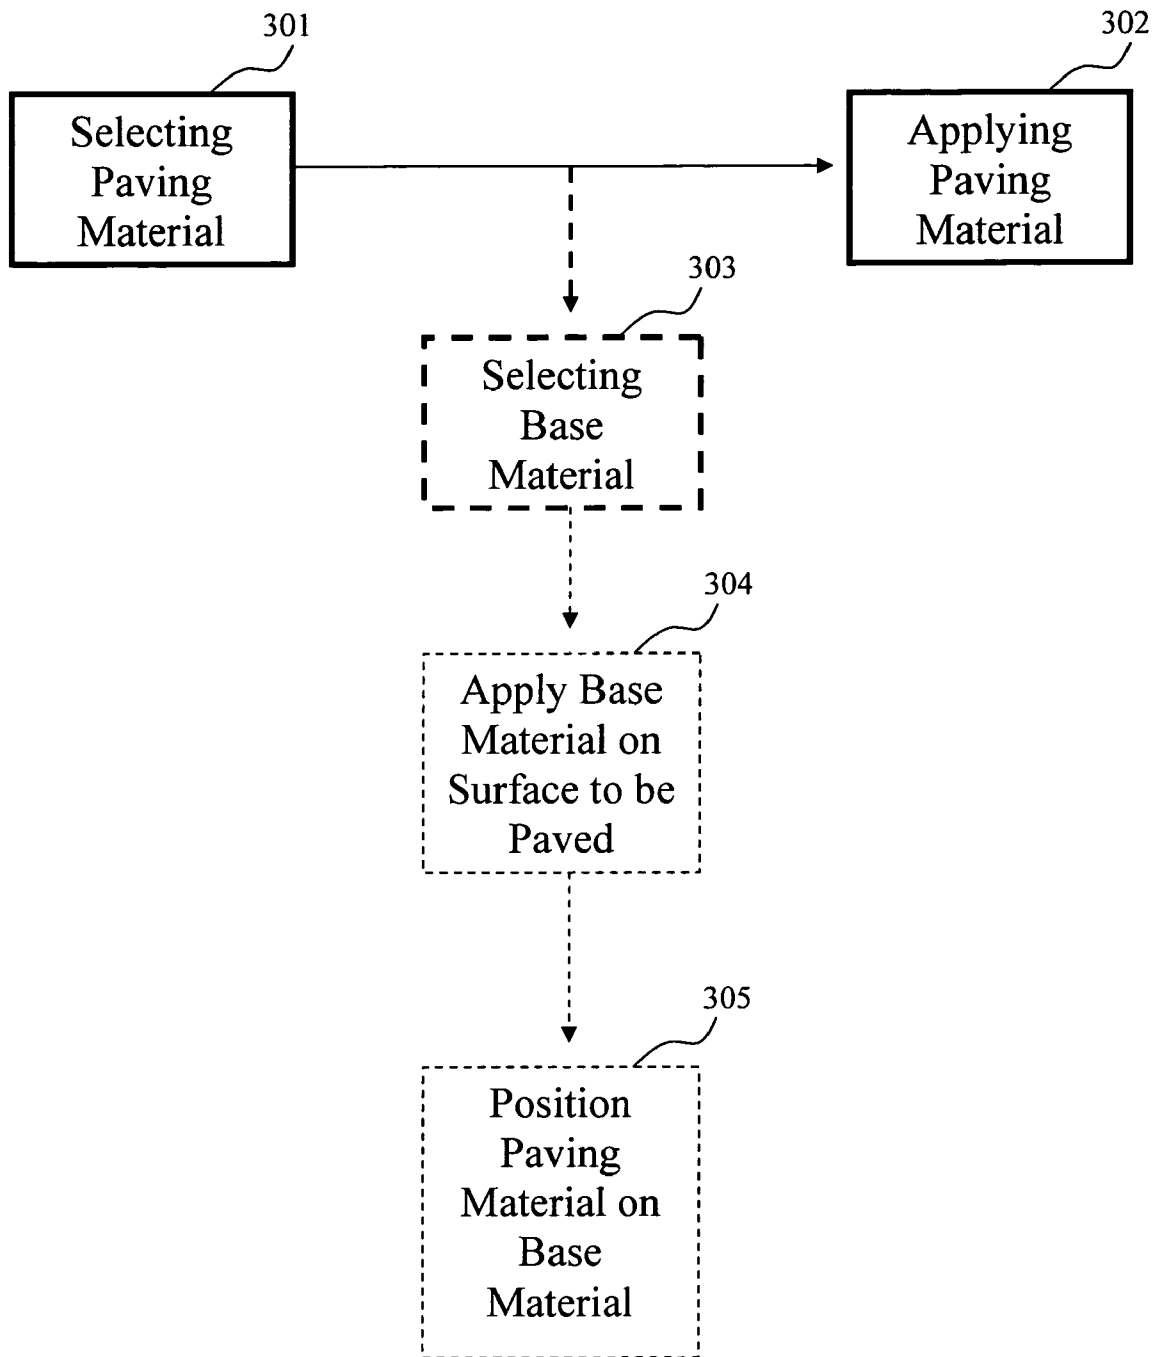 301
302
Selecting
Paving
Material
Applying
Paving
Material
303
Selecting
Base
Material
304
Apply Base
Material on
Surface to be
Paved
305
Position
Paving
Material on
Base
Material